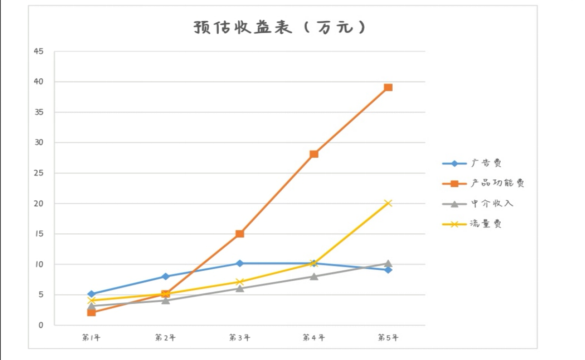 预估收益表（万元）
45
40
35
30
25
20
15
10
5
0
第1年
第2年
第3年
第4年
第5年
广告费
产品功能费
中介收入
流量费